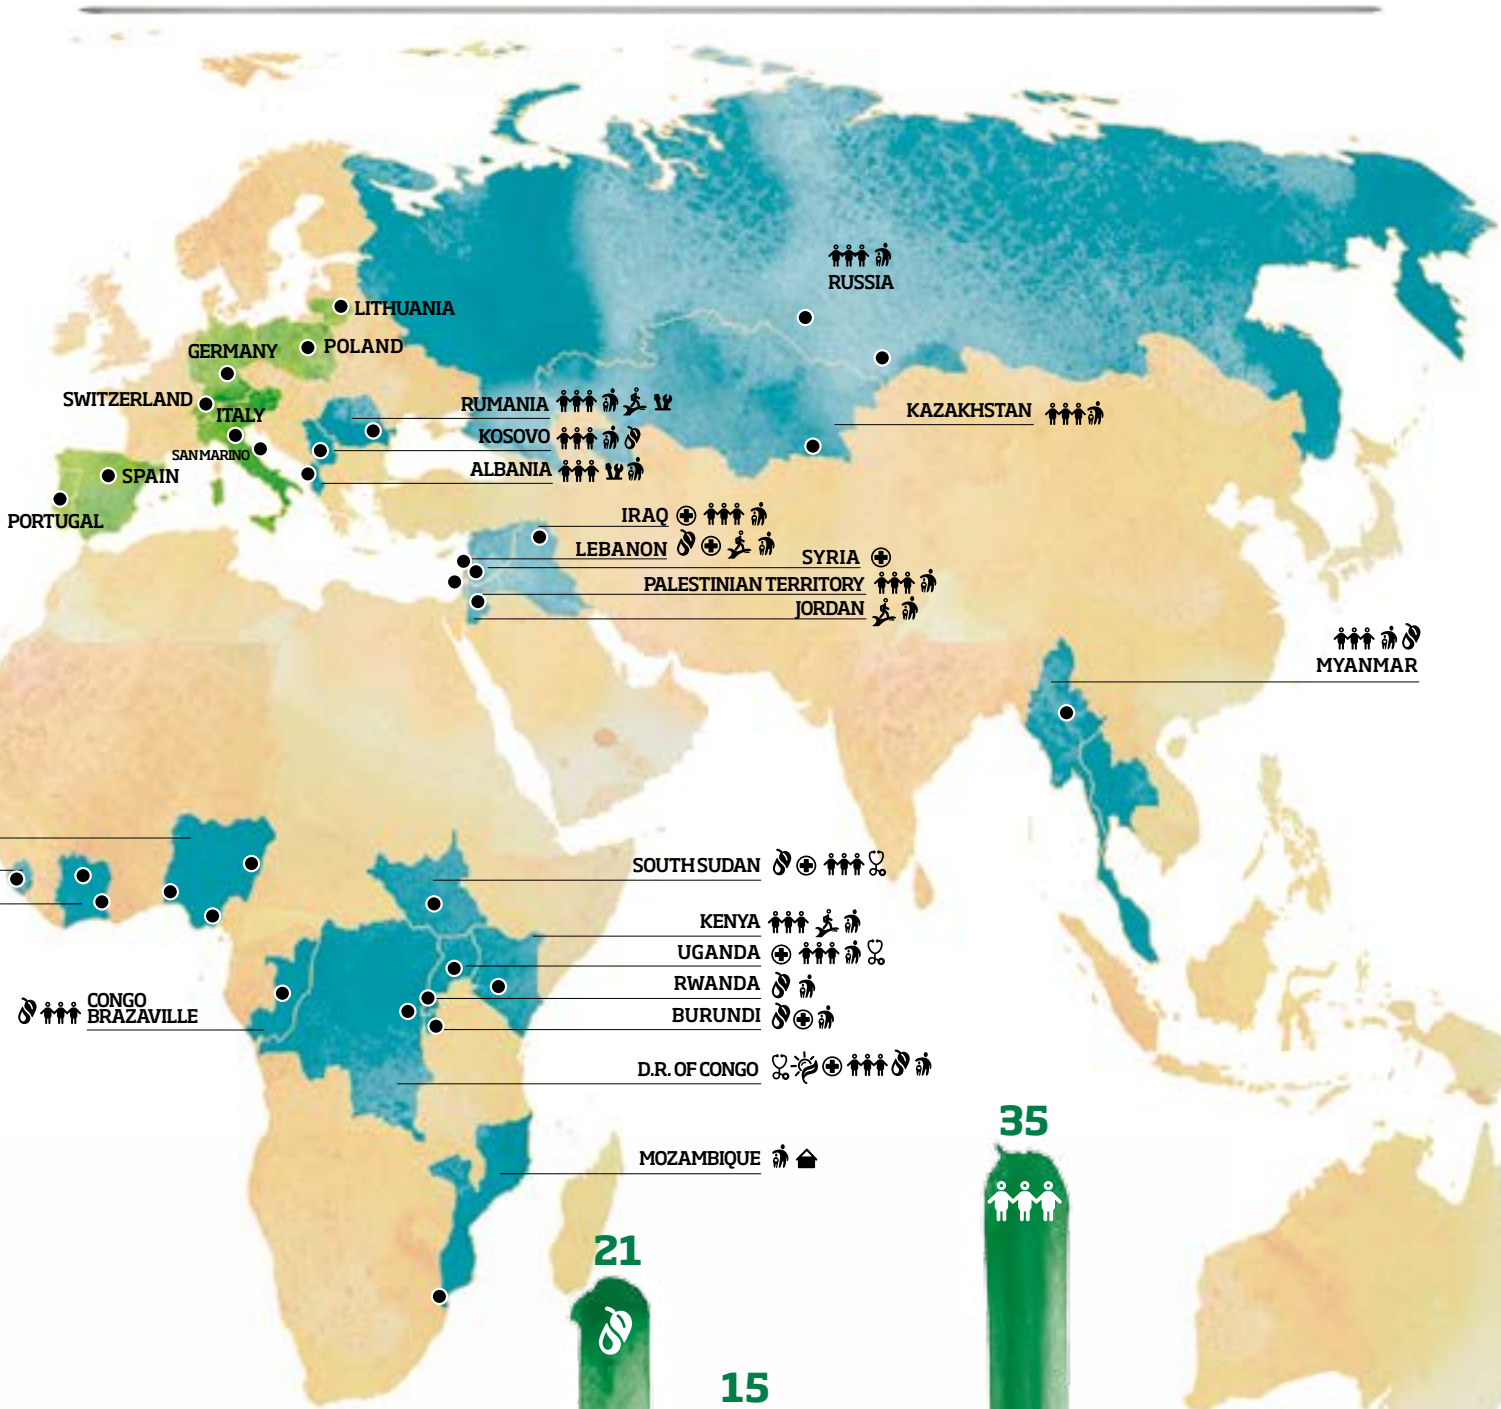 RUSSIA
LITHUANIA
POLAND
GERMANY
SWITZERLAND
ITALY
SAN MARINO
SPAIN
PORTUGAL
RUMANIA
KOSOVO
ALBANIA
KAZAKHSTAN
IRAQ
LEBANON
SYRIA
PALESTINIAN TERRITORY
JORDAN
MYANMAR
SOUTH SUDAN
KENYA
UGANDA
RWANDA
BURUNDI
CONGO
BRAZAVILLE
D.R. OF CONGO
MOZAMBIQUE
35
21
15